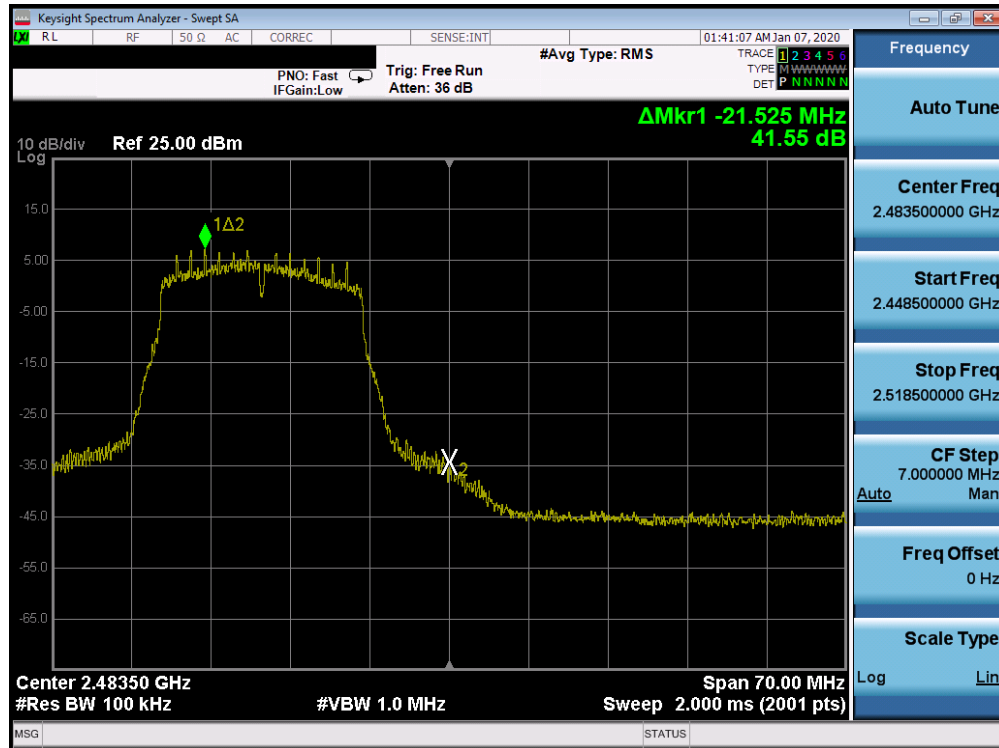 Keysight Spectrum Analyzer - Swept SA
LXI RL RF 50 Ω AC CORREC SENSE:INT 01:41:07 AM Jan 07, 2020
#Avg Type: RMS
TRACE 1 2 3 4 5 6
TYPE M W W W W W
DET P N N N N N
PNO: Fast
IFGain:Low
Trig: Free Run
Atten: 36 dB
ΔMkr1 -21.525 MHz
41.55 dB
10 dB/div Ref 25.00 dBm
Log
15.0
5.00
-5.00
-15.0
-25.0
-35.0
-45.0
-55.0
-65.0
1Δ2
X2
Center 2.48350 GHz
Span 70.00 MHz
#Res BW 100 kHz
#VBW 1.0 MHz
Sweep 2.000 ms (2001 pts)
MSG
STATUS
Frequency
Auto Tune
Center Freq
2.483500000 GHz
Start Freq
2.448500000 GHz
Stop Freq
2.518500000 GHz
CF Step
7.000000 MHz
Auto Man
Freq Offset
0 Hz
Scale Type
Log Lin